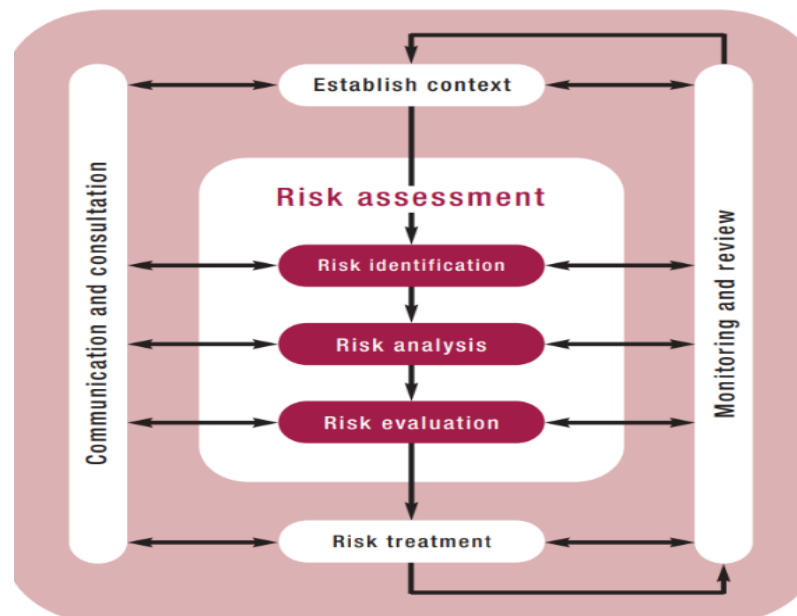 Establish context
Communication and consultation
Risk assessment
Risk identification
Risk analysis
Risk evaluation
Risk treatment
Monitoring and review